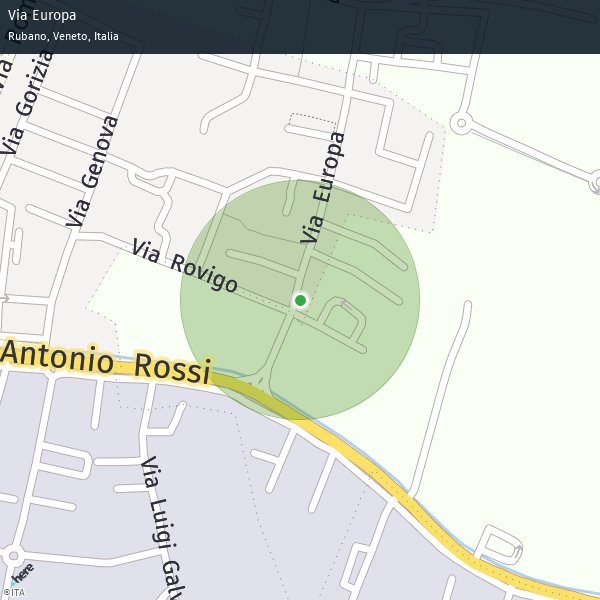 Via Europa
Rubano, Veneto, Italia
Via Gorizia
Via Genova
Via Europa
Via Rovigo
Antonio Rossi
Via Luigi Galv
here
©ITA